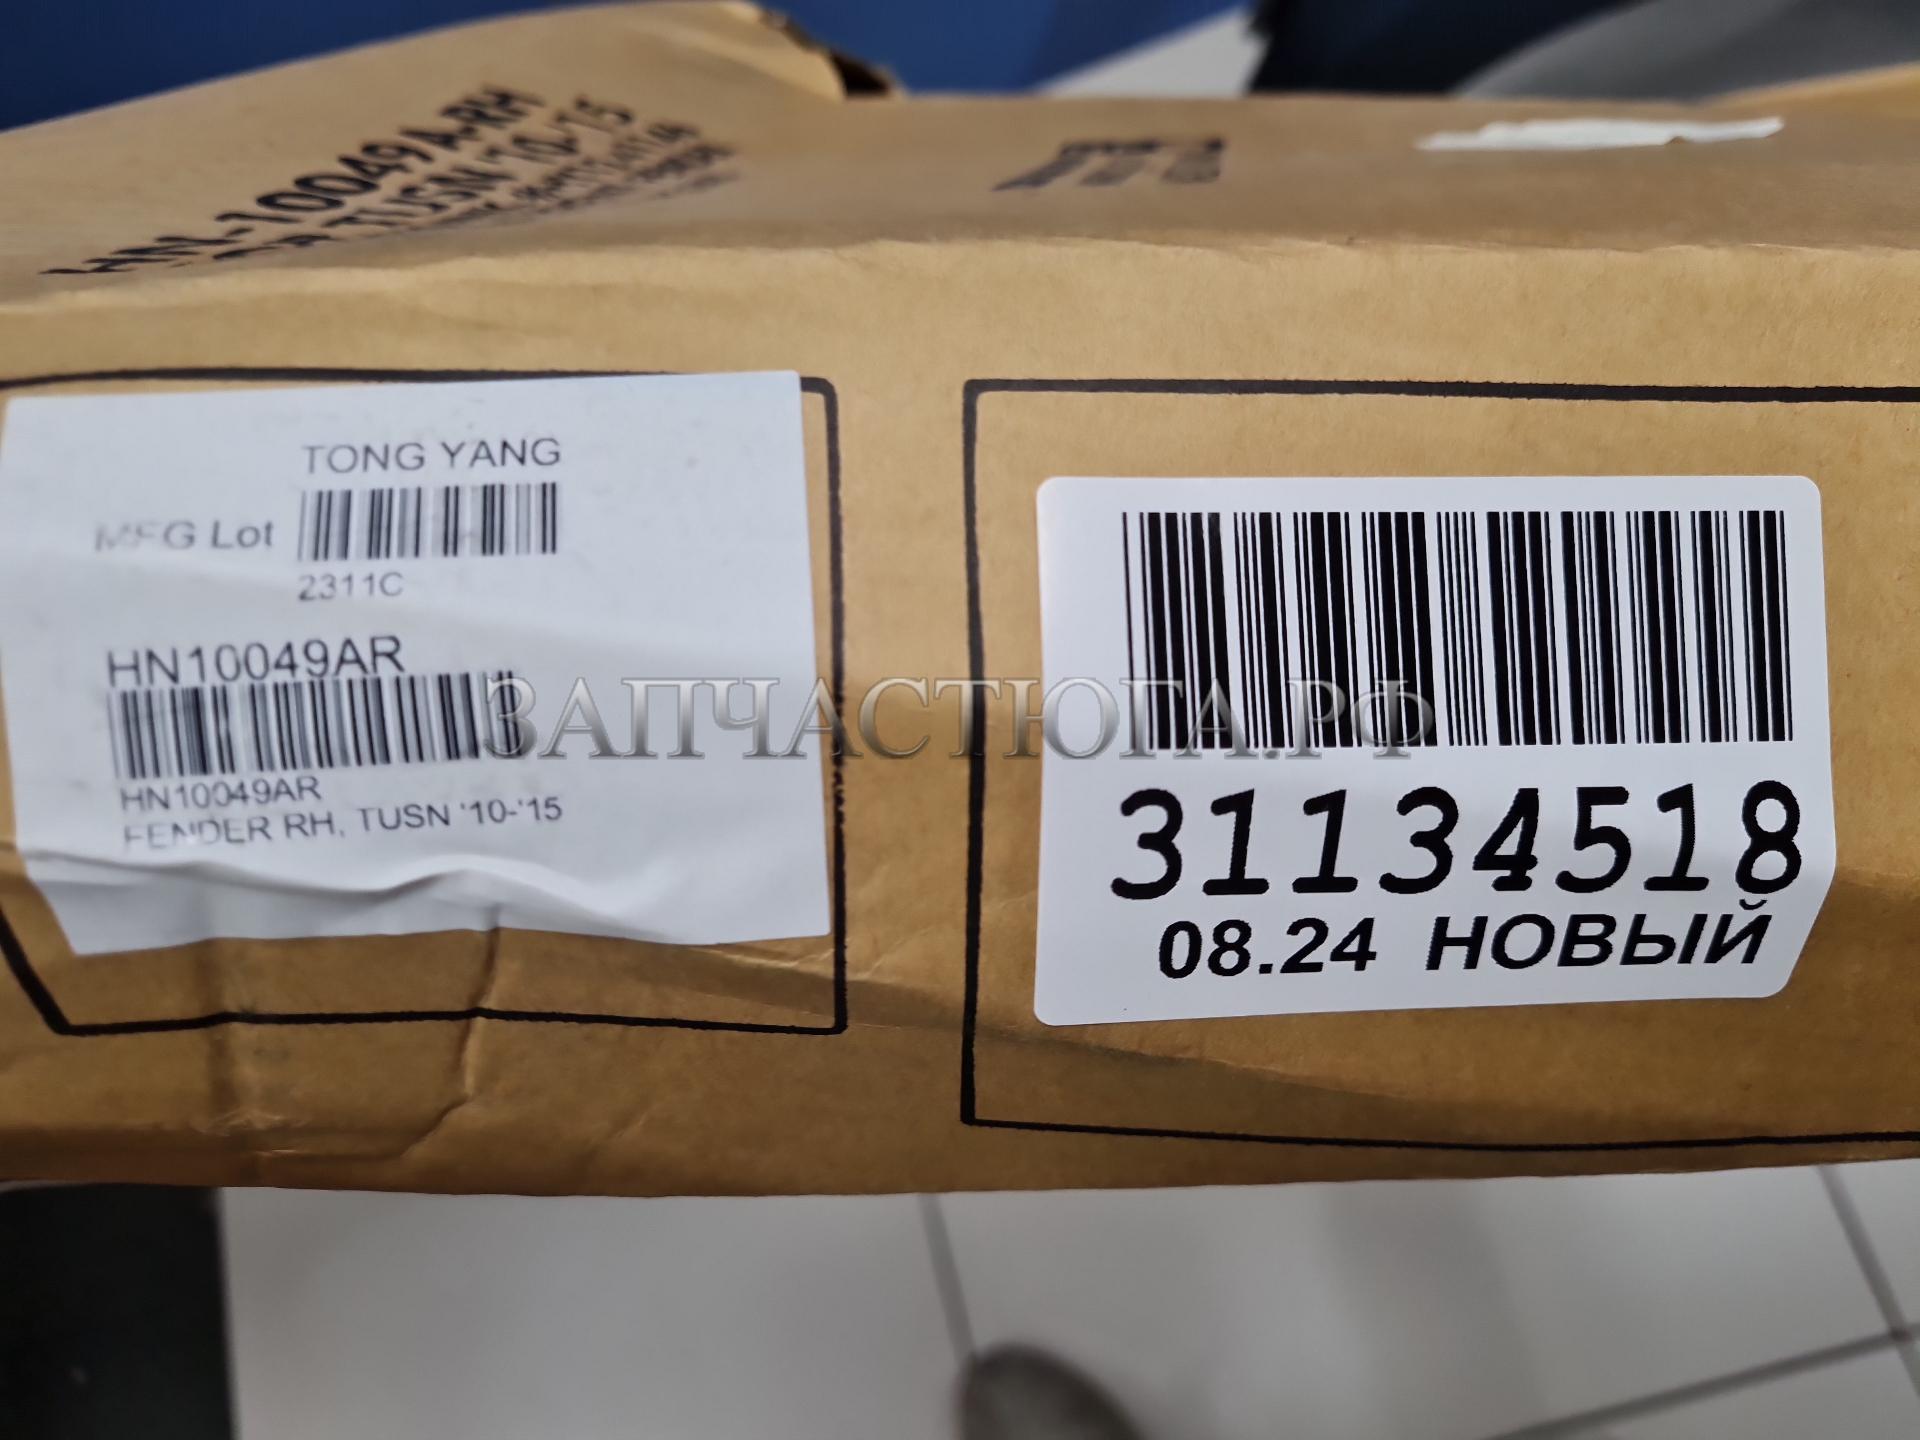 HN-10049A-RH
TUSN '10-'15
TONG YANG
MFG Lot
2311C
HN10049AR
HN10049AR
FENDER RH, TUSN '10-'15
ЗАПЧАСТЮГА.РФ
31134518
08.24 НОВЫЙ